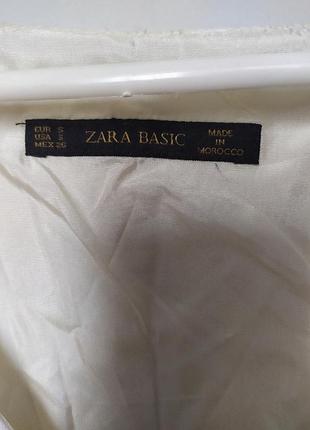 EUR S
USA S
MEX 26
ZARA BASIC
MADE
IN
MOROCCO